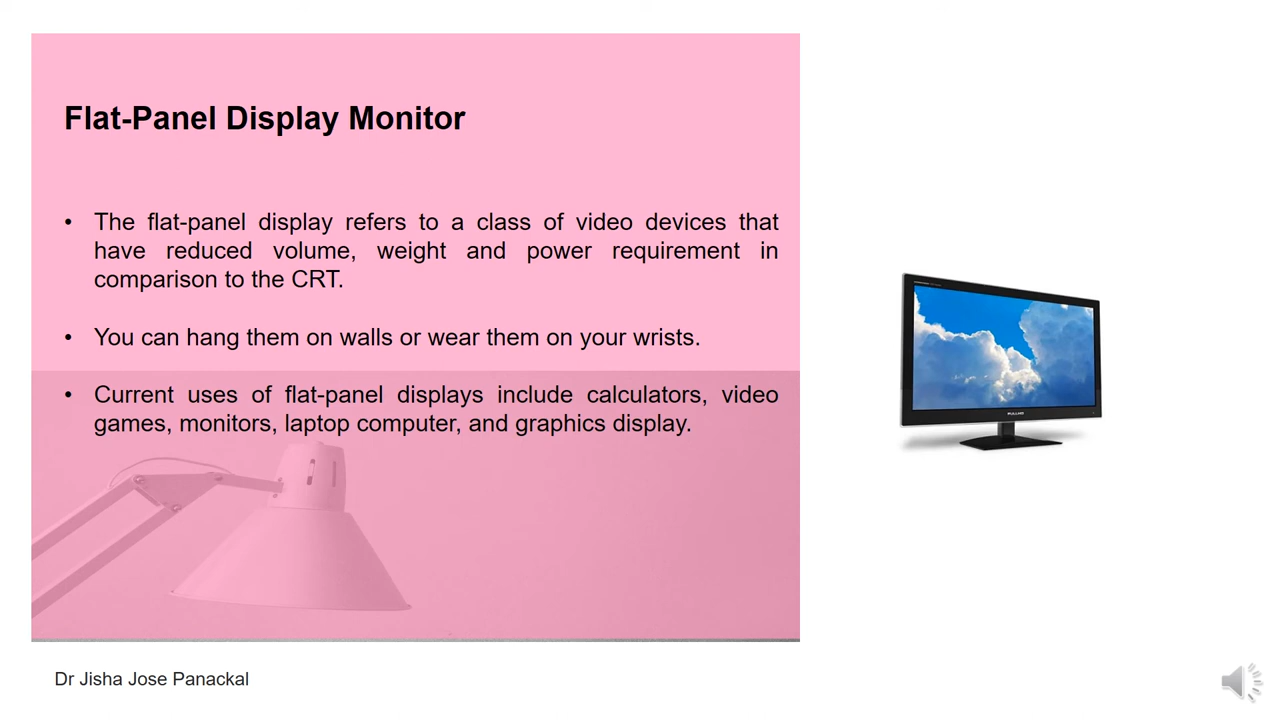 Flat-Panel Display Monitor
• The flat-panel display refers to a class of video devices that
have reduced volume, weight and power requirement in
comparison to the CRT.
• You can hang them on walls or wear them on your wrists.
• Current uses of flat-panel displays include calculators, video
games, monitors, laptop computer, and graphics display.
Dr Jisha Jose Panackal